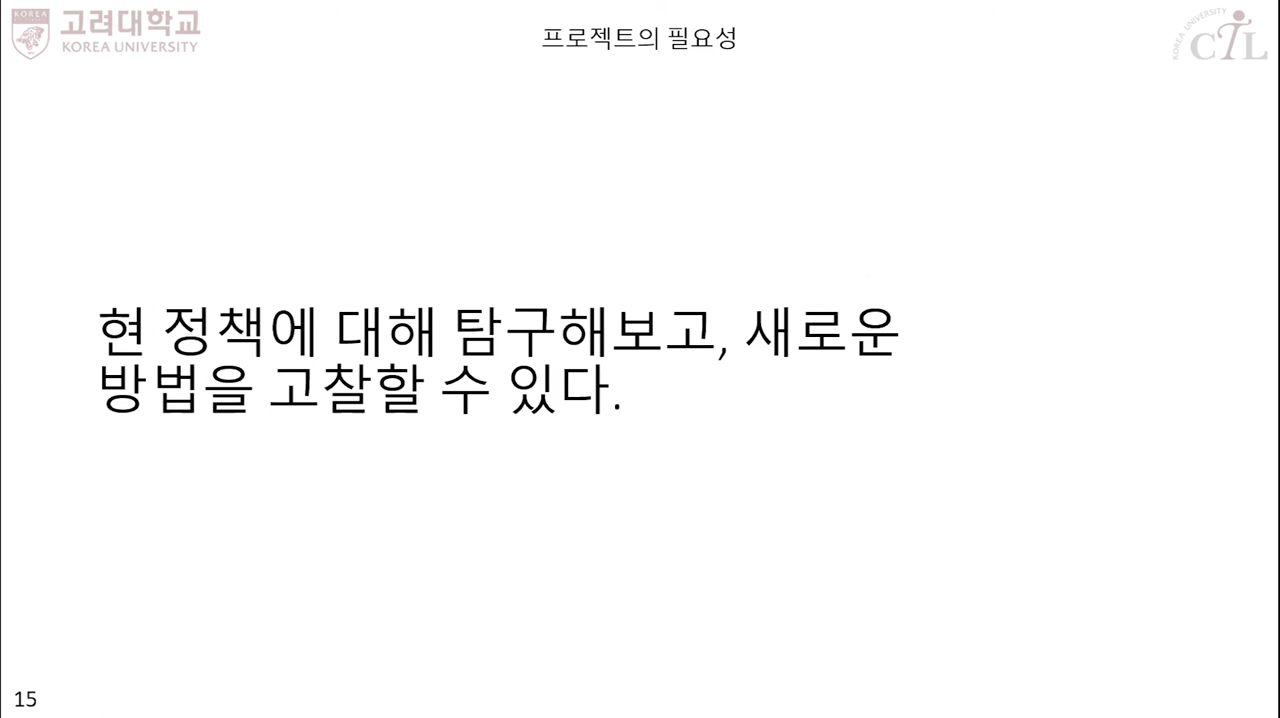 고려대학교
KOREA UNIVERSITY
프로젝트의 필요성
KOREA UNIVERSITY
CTL
현 정책에 대해 탐구해보고, 새로운
방법을 고찰할 수 있다.
15